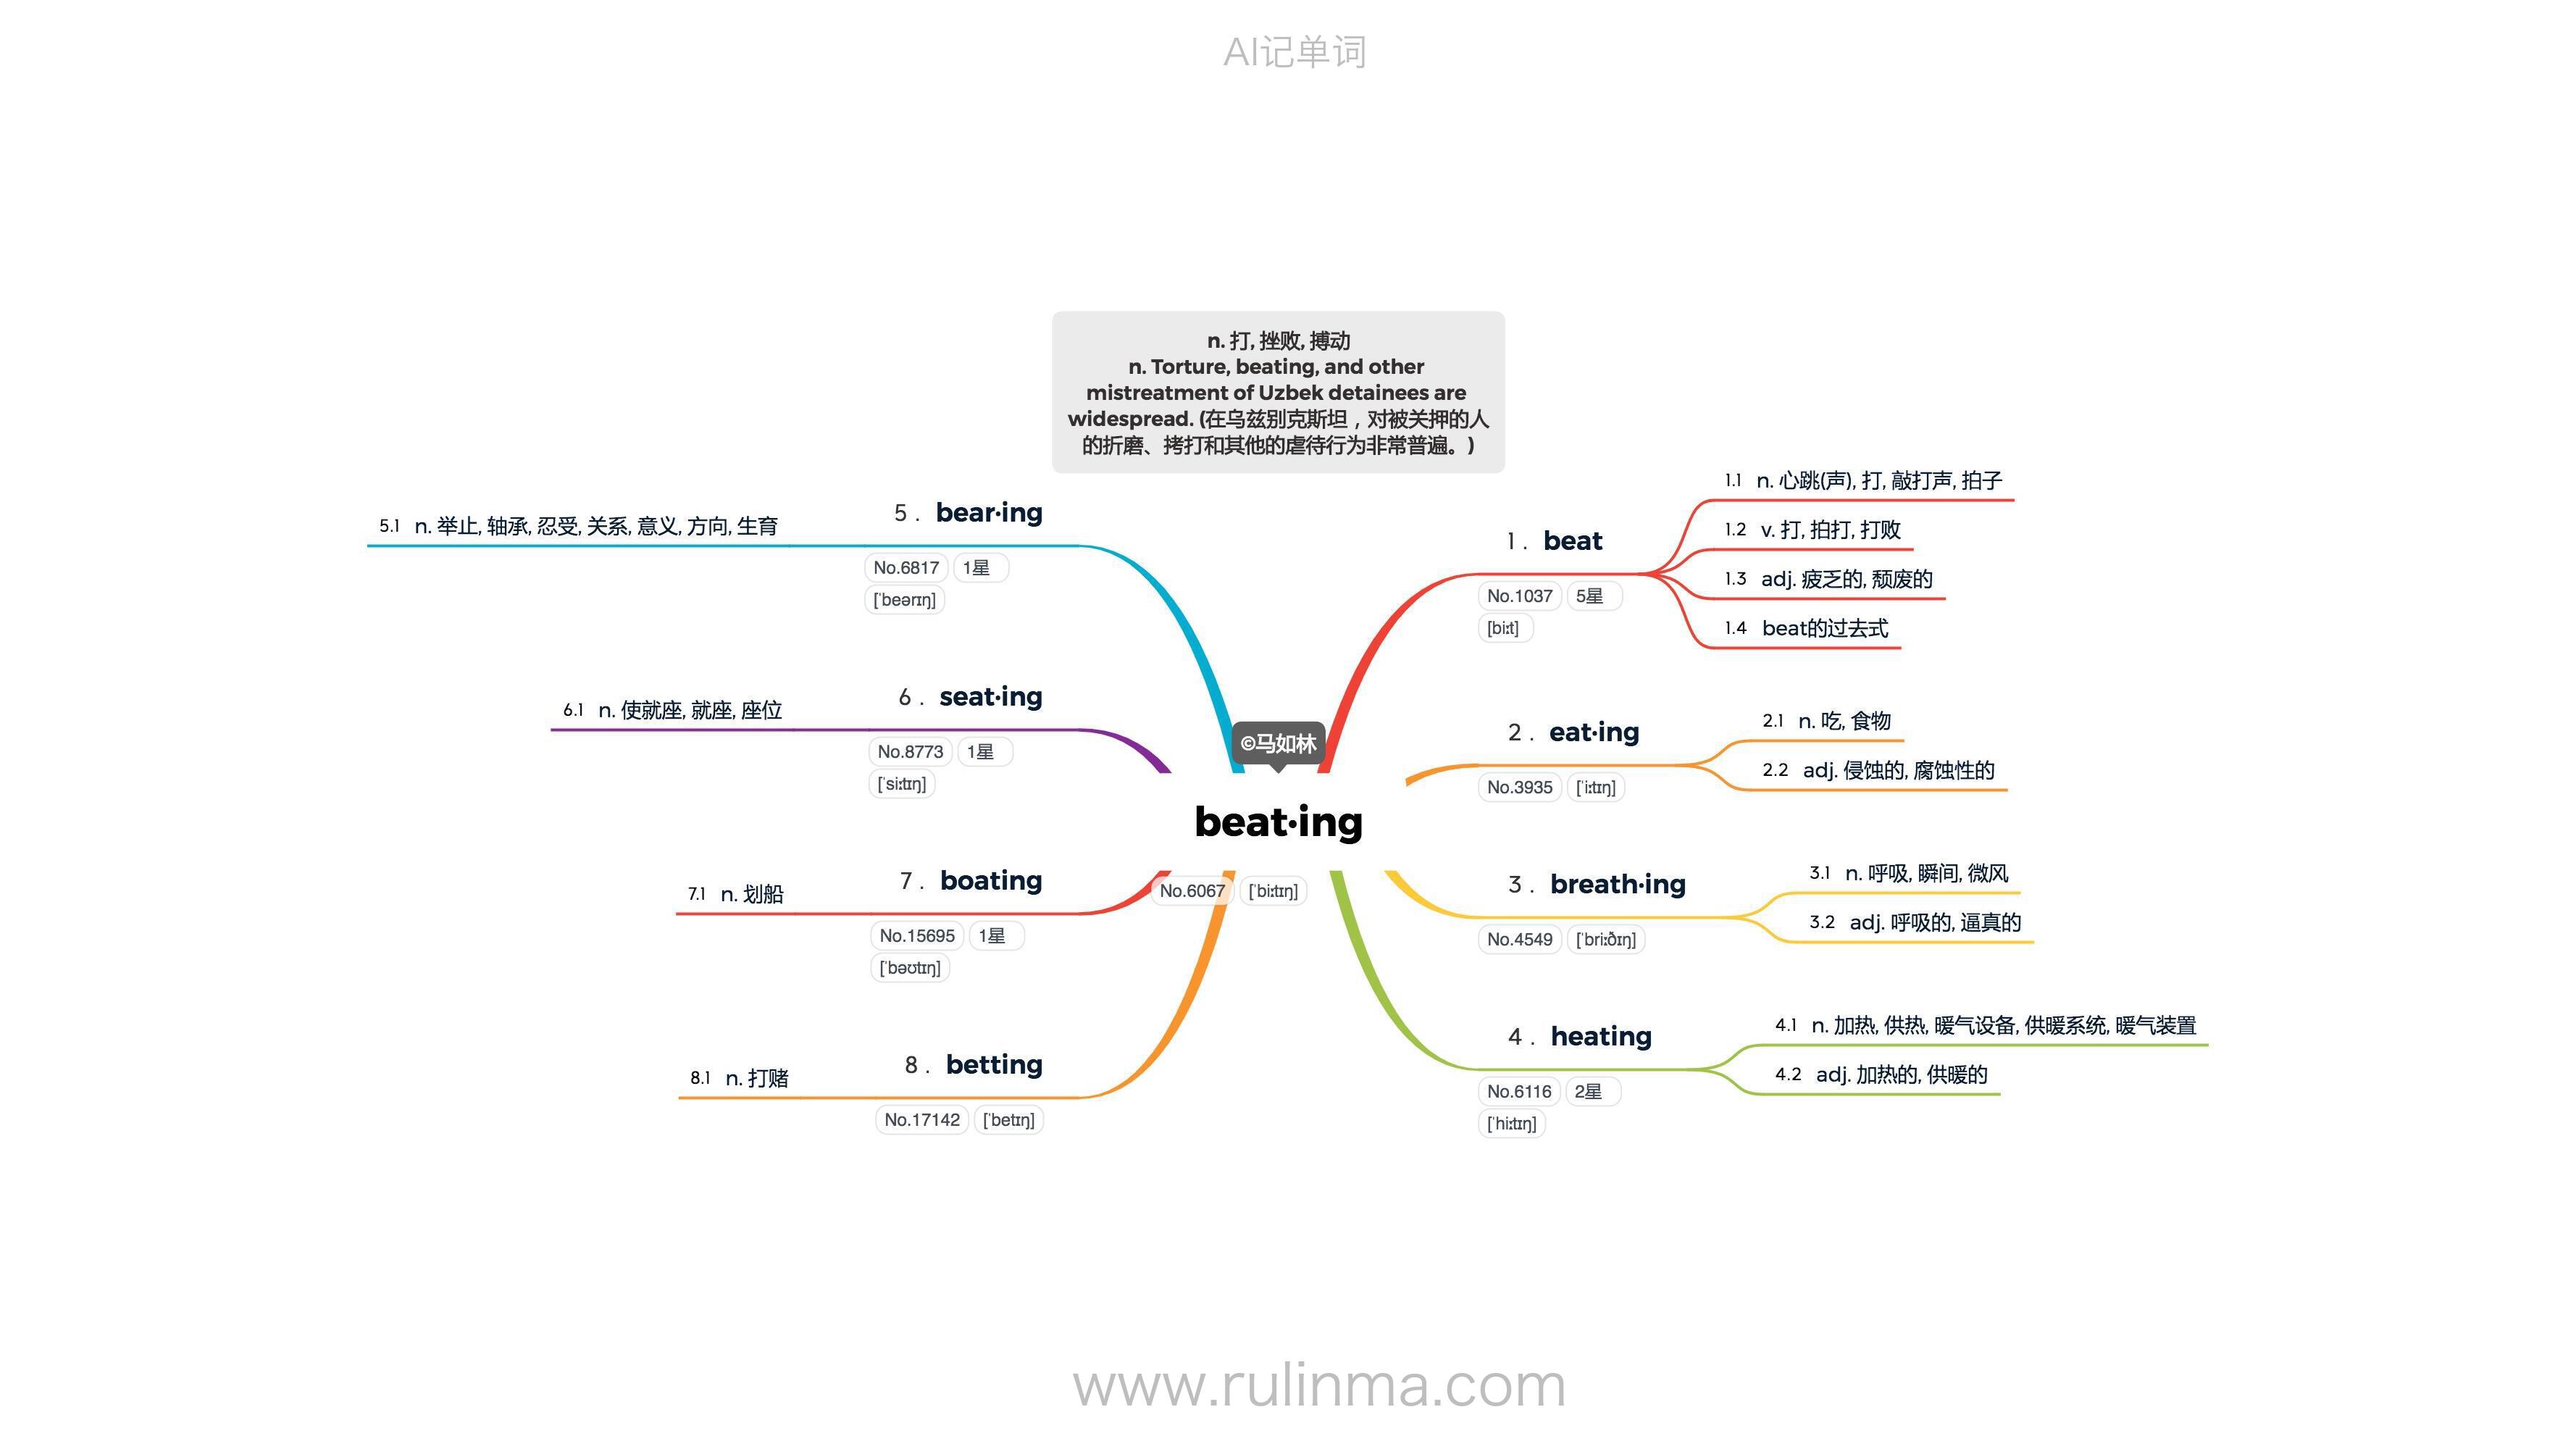 AI记单词
n. 打, 挫败, 搏动
n. Torture, beating, and other
mistreatment of Uzbek detainees are
widespread. (在乌兹别克斯坦，对被关押的人
的折磨、拷打和其他的虐待行为非常普遍。)
©马如林
beat·ing
No.6067 [ˈbiːtɪŋ]
1. beat
No.1037 5星
[biːt]
1.1 n. 心跳(声), 打, 敲打声, 拍子
1.2 v. 打, 拍打, 打败
1.3 adj. 疲乏的, 颓废的
1.4 beat的过去式
2. eat·ing
No.3935 [ˈiːtɪŋ]
2.1 n. 吃, 食物
2.2 adj. 侵蚀的, 腐蚀性的
3. breath·ing
No.4549 [ˈbriːðɪŋ]
3.1 n. 呼吸, 瞬间, 微风
3.2 adj. 呼吸的, 逼真的
4. heating
No.6116 2星
[ˈhiːtɪŋ]
4.1 n. 加热, 供热, 暖气设备, 供暖系统, 暖气装置
4.2 adj. 加热的, 供暖的
5. bear·ing
No.6817 1星
[ˈbeərɪŋ]
5.1 n. 举止, 轴承, 忍受, 关系, 意义, 方向, 生育
6. seat·ing
No.8773 1星
[ˈsiːtɪŋ]
6.1 n. 使就座, 就座, 座位
7. boating
No.15695 1星
[ˈbəʊtɪŋ]
7.1 n. 划船
8. betting
No.17142 [ˈbetɪŋ]
8.1 n. 打赌
www.rulinma.com